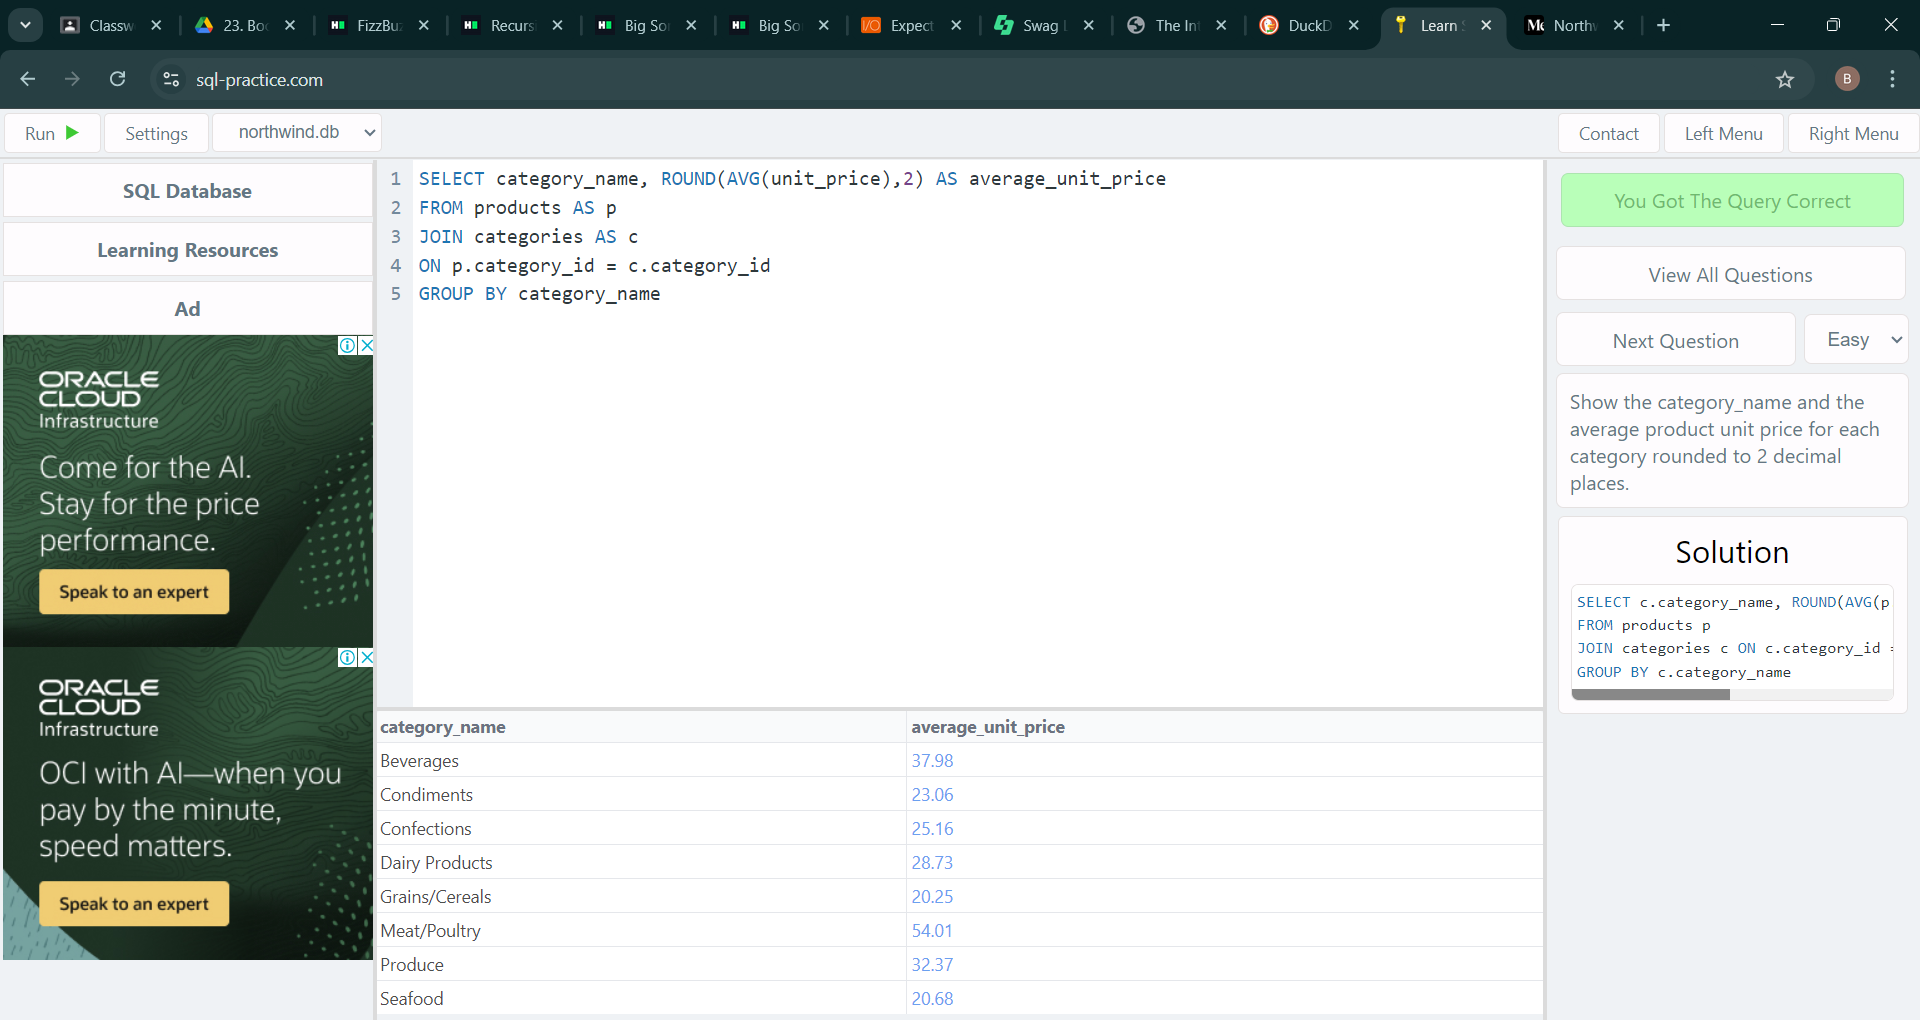 Classw
23. Bo
FizzBu
Recurs
Big So
Big So
Expect
Swag
The In
DuckD
Learn
North
sql-practice.com
B
Run
Settings
northwind.db
Contact
Left Menu
Right Menu
SQL Database
Learning Resources
Ad
ORACLE
CLOUD
Infrastructure
Come for the AI.
Stay for the price
performance.
Speak to an expert
ORACLE
CLOUD
Infrastructure
OCI with AI—when you
pay by the minute,
speed matters.
Speak to an expert
1 SELECT category_name, ROUND(AVG(unit_price),2) AS average_unit_price
2 FROM products AS p
3 JOIN categories AS c
4 ON p.category_id = c.category_id
5 GROUP BY category_name
category_name average_unit_price
Beverages 37.98
Condiments 23.06
Confections 25.16
Dairy Products 28.73
Grains/Cereals 20.25
Meat/Poultry 54.01
Produce 32.37
Seafood 20.68
You Got The Query Correct
View All Questions
Next Question
Easy
Show the category_name and the
average product unit price for each
category rounded to 2 decimal
places.
Solution
SELECT c.category_name, ROUND(AVG(p
FROM products p
JOIN categories c ON c.category_id =
GROUP BY c.category_name